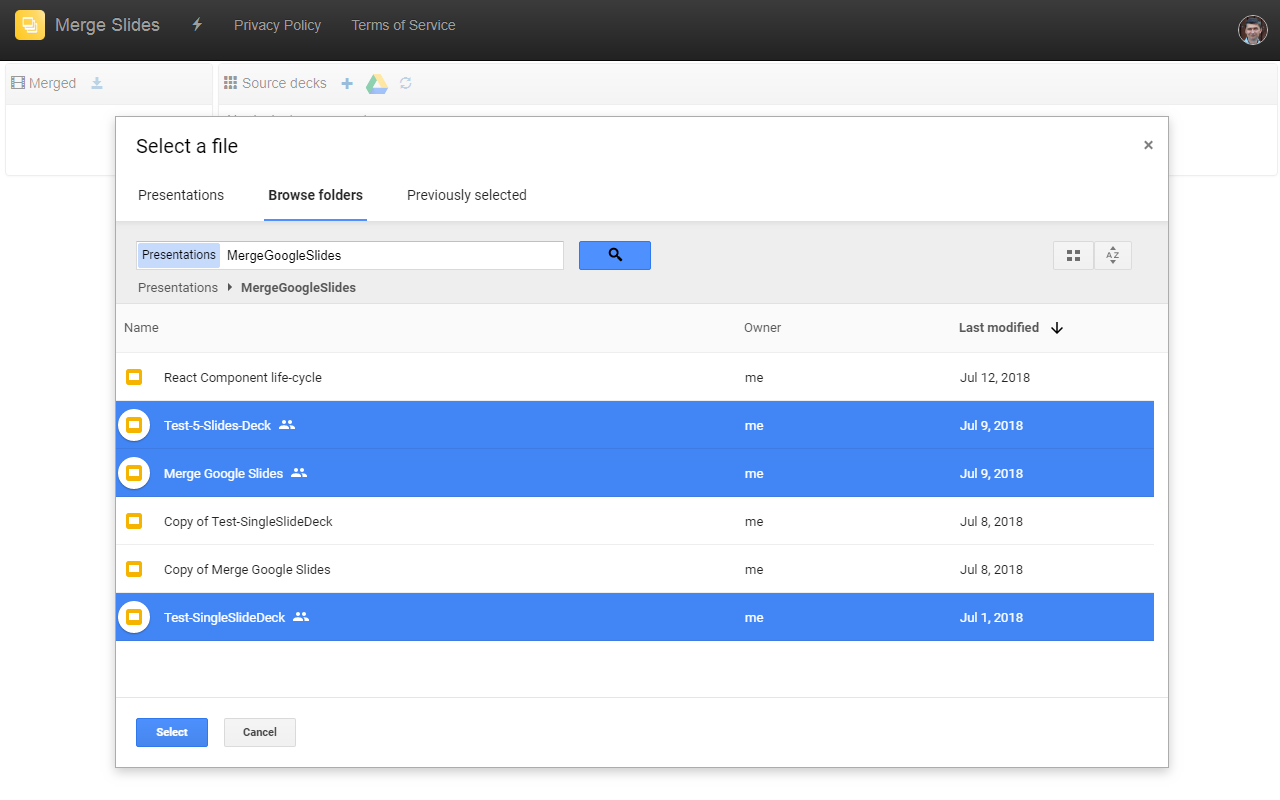 Merge Slides Privacy Policy Terms of Service
Merged Source decks
Select a file
Presentations Browse folders Previously selected
Presentations MergeGoogleSlides
AZ
Presentations MergeGoogleSlides
Name Owner Last modified
React Component life-cycle me Jul 12, 2018
Test-5-Slides-Deck me Jul 9, 2018
Merge Google Slides me Jul 9, 2018
Copy of Test-SingleSlideDeck me Jul 8, 2018
Copy of Merge Google Slides me Jul 8, 2018
Test-SingleSlideDeck me Jul 1, 2018
Select Cancel